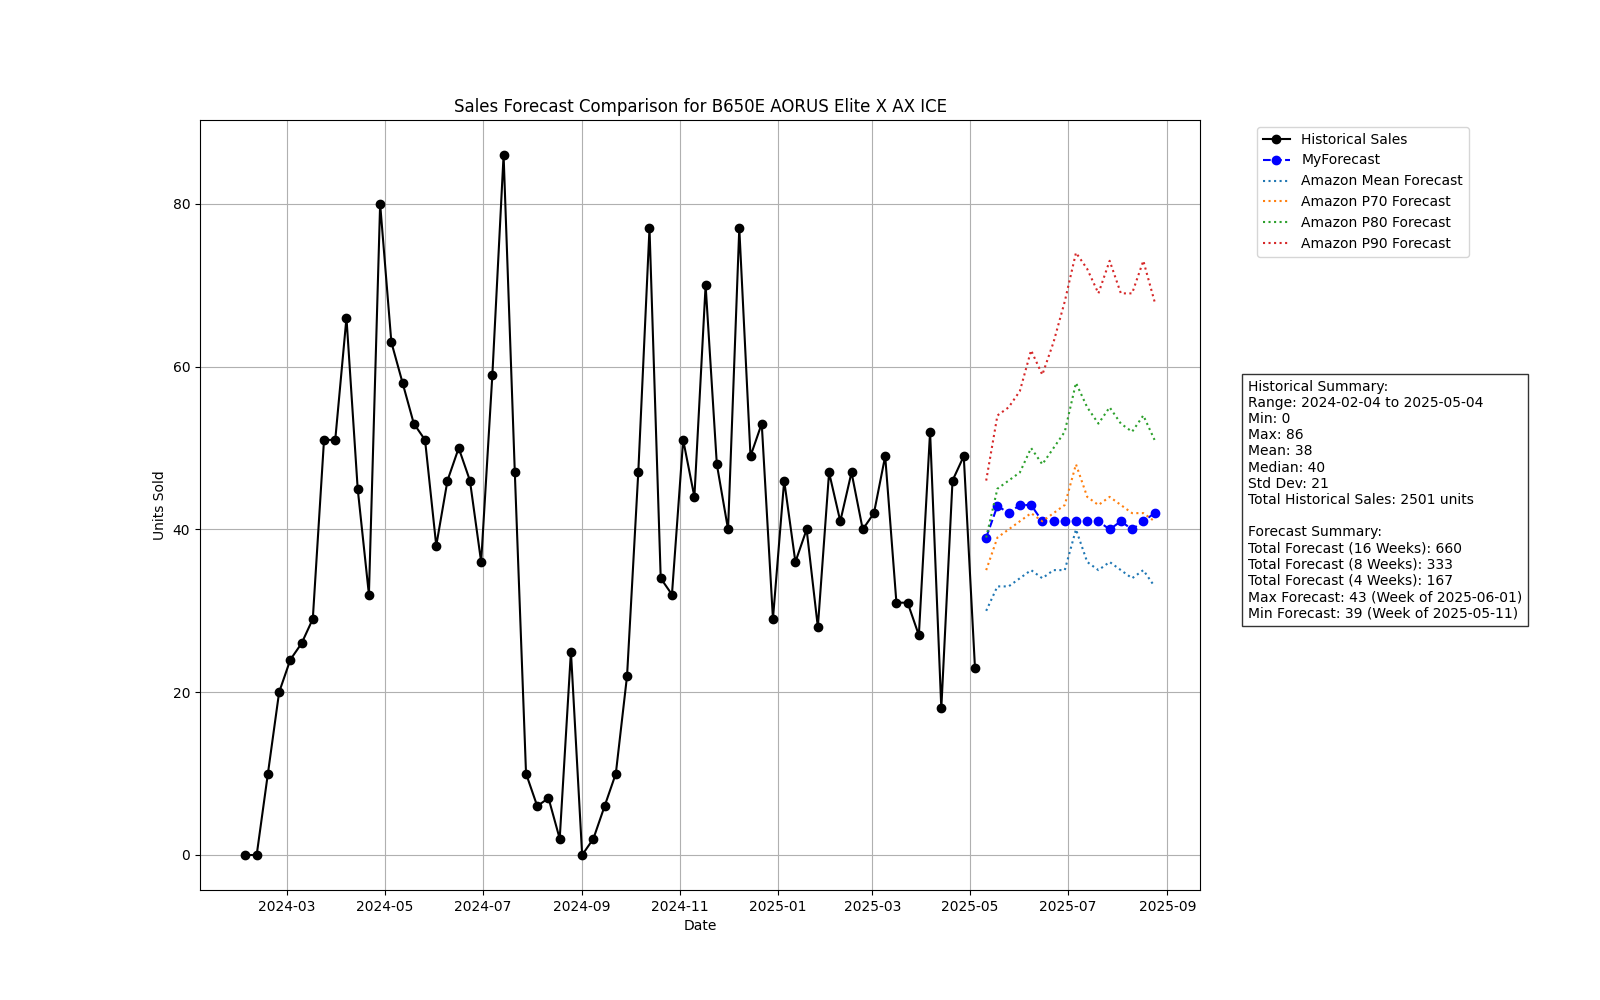 Sales Forecast Comparison for B650E AORUS Elite X AX ICE
Historical Sales
MyForecast
Amazon Mean Forecast
Amazon P70 Forecast
Amazon P80 Forecast
Amazon P90 Forecast
80
60
40
20
0
Units Sold
2024-03
2024-05
2024-07
2024-09
2024-11
2025-01
2025-03
2025-05
2025-07
2025-09
Date
Historical Summary:
Range: 2024-02-04 to 2025-05-04
Min: 0
Max: 86
Mean: 38
Median: 40
Std Dev: 21
Total Historical Sales: 2501 units
Forecast Summary:
Total Forecast (16 Weeks): 660
Total Forecast (8 Weeks): 333
Total Forecast (4 Weeks): 167
Max Forecast: 43 (Week of 2025-06-01)
Min Forecast: 39 (Week of 2025-05-11)